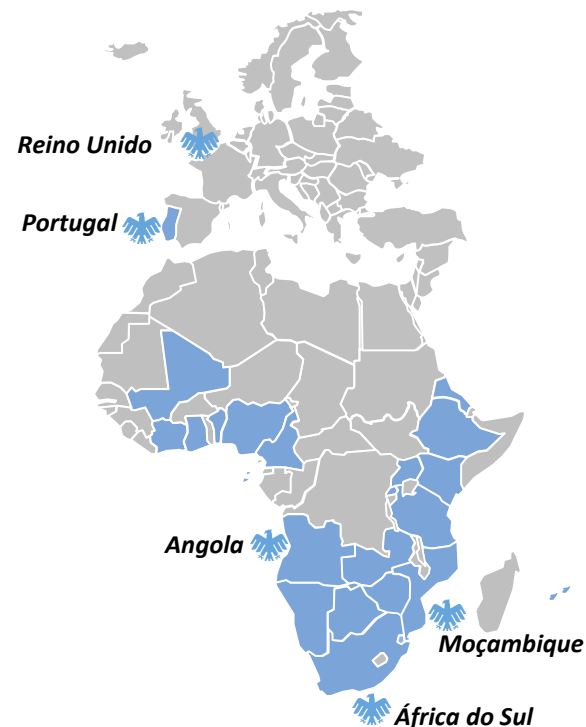 Reino Unido
Portugal
Angola
Moçambique
África do Sul